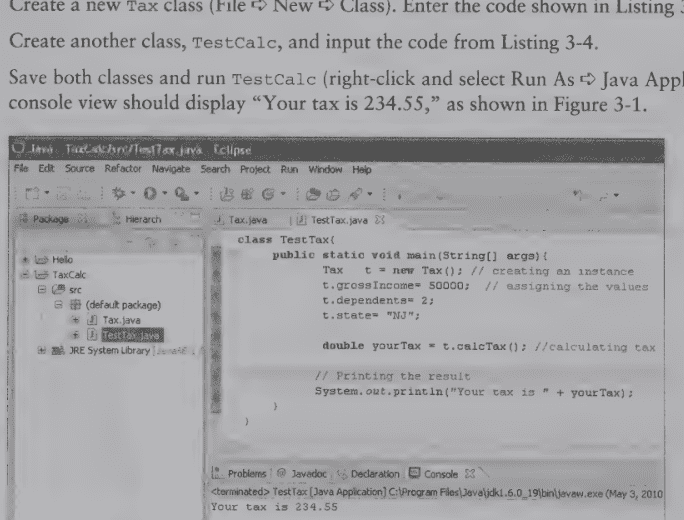 Create a new Tax class (File ➪ New ➪ Class). Enter the code shown in Listing 3
Create another class, TestCalc, and input the code from Listing 3-4.
Save both classes and run TestCalc (right-click and select Run As ➪ Java Appl
console view should display “Your tax is 234.55,” as shown in Figure 3-1.
Java TaxCalc/src/TestTax.java Eclipse
File Edit Source Refactor Navigate Search Project Run Window Help
Package Hierarch Tax.java TestTax.java
class TestTax{
public static void main(String[] args){
Hello
Tax t = new Tax(); // creating an instance
TaxCalc
t.grossIncome= 50000; // assigning the values
src
t.dependents= 2;
(default package)
t.state= "NJ";
Tax.java
TestTax.java
double yourTax = t.calcTax(); //calculating tax
JRE System Library
// Printing the result
System.out.println("Your tax is " + yourTax);
}
}
Problems @ Javadoc Declaration Console
<terminated> TestTax [Java Application] C:\Program Files\Java\jdk1.6.0_19\bin\javaw.exe (May 3, 2010
Your tax is 234.55